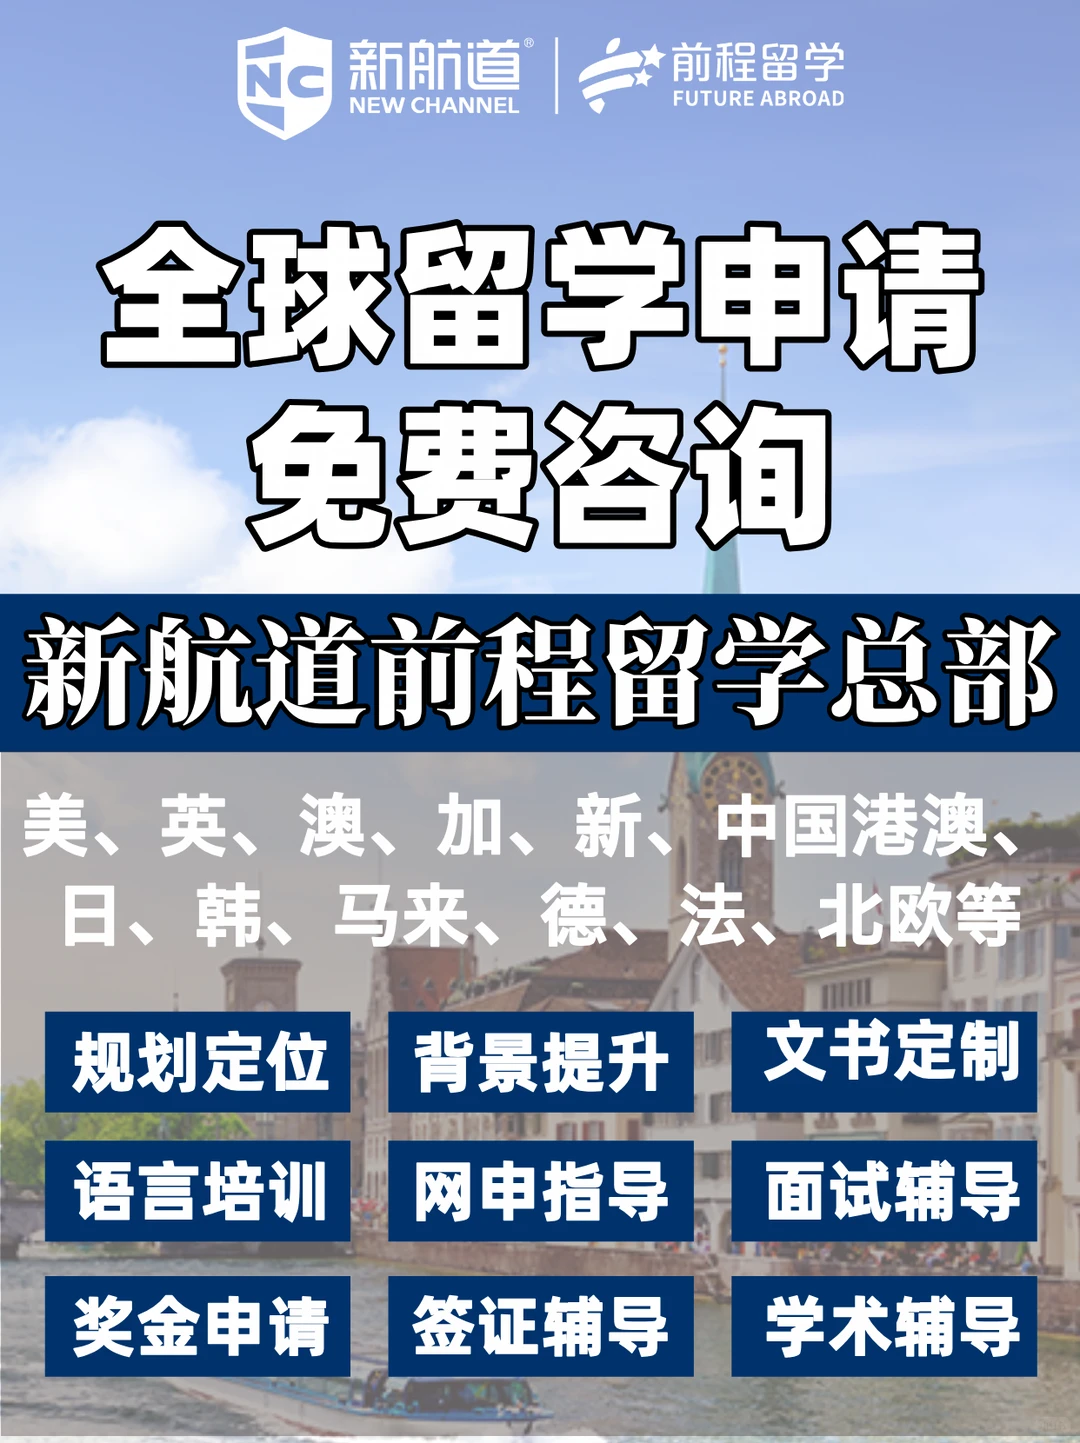 NC 新航道® 前程留学
NEW CHANNEL FUTURE ABROAD
全球留学申请
免费咨询
新航道前程留学总部
美、英、澳、加、新、中国港澳、
日、韩、马来、德、法、北欧等
规划定位 背景提升 文书定制
语言培训 网申指导 面试辅导
奖金申请 签证辅导 学术辅导